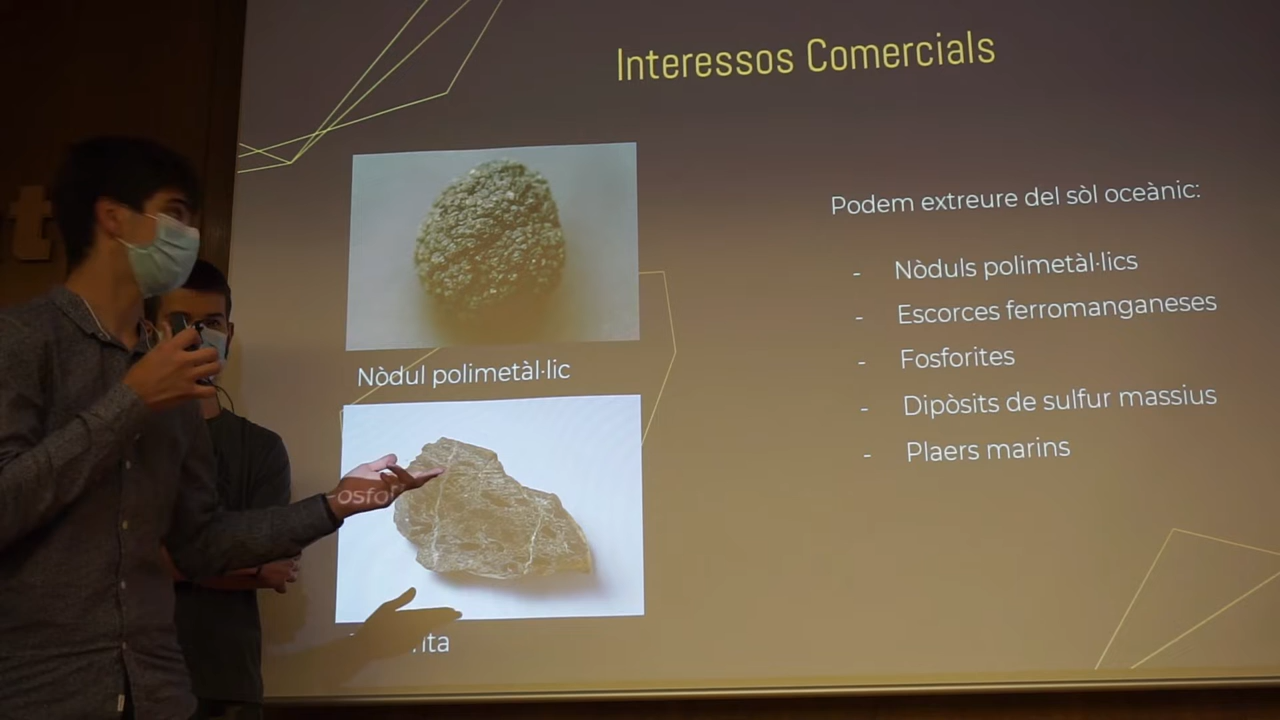 Interessos Comercials
Podem extreure del sòl oceànic:
- Nòduls polimetàl·lics
- Escorces ferromanganeses
- Fosforites
- Dipòsits de sulfur massius
- Plaers marins
Nòdul polimetàl·lic